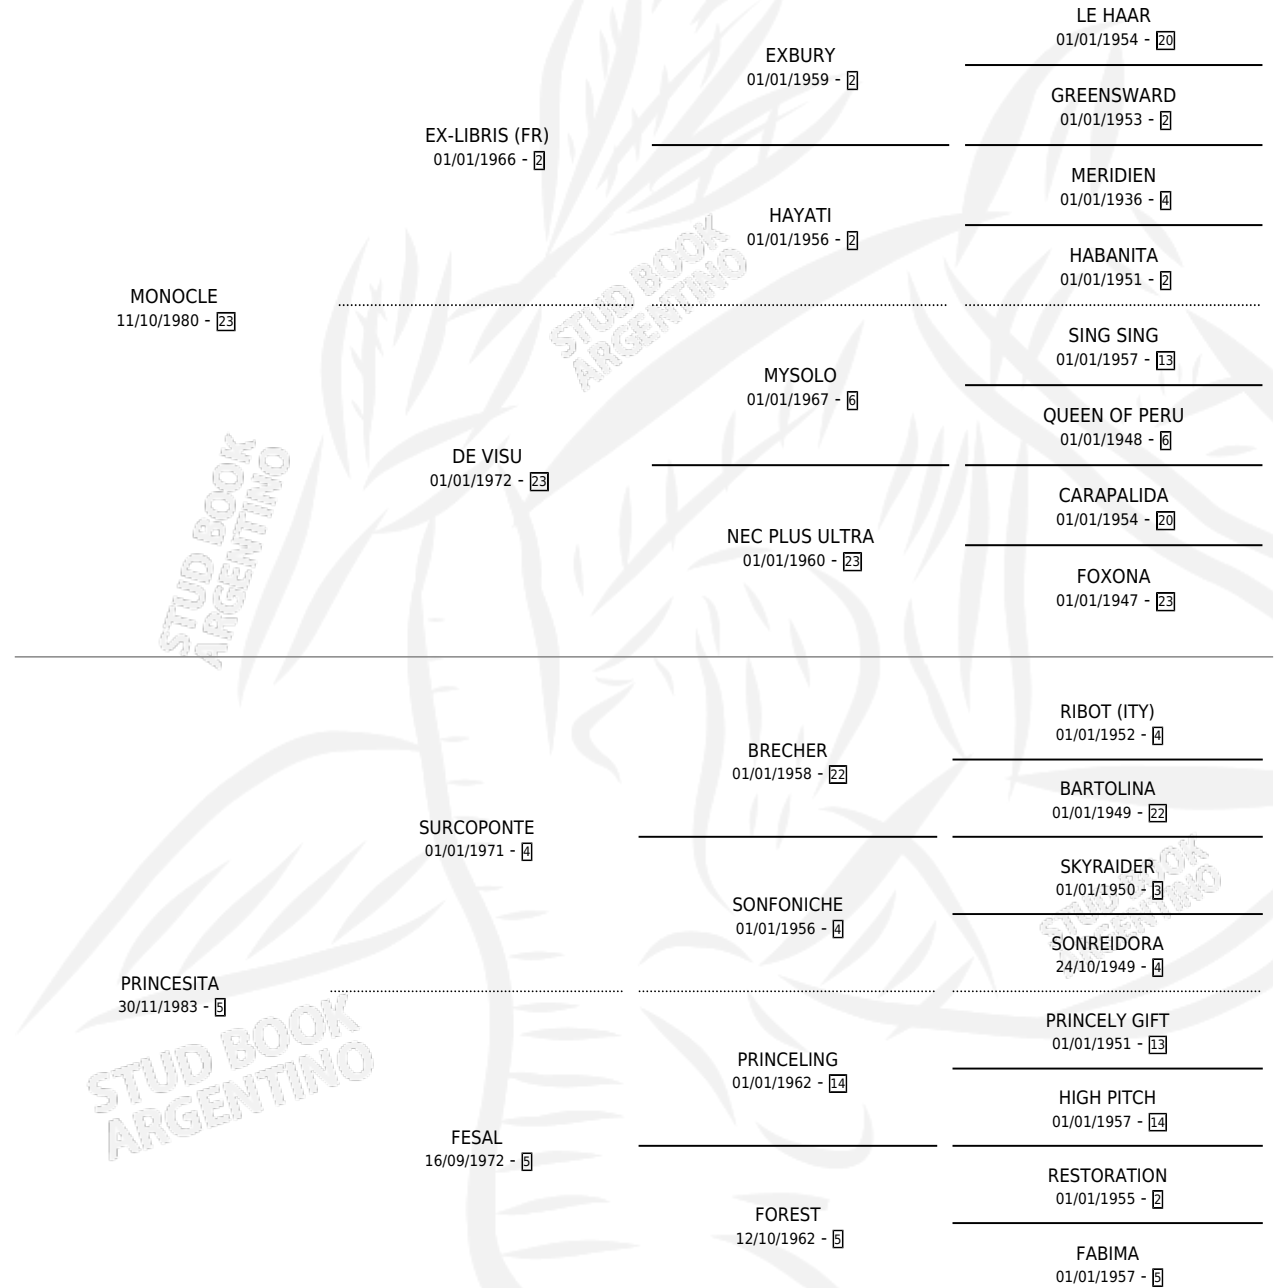 LE HAAR
01/01/1954 - 20
EXBURY
01/01/1959 - 2
GREENSWARD
01/01/1953 - 2
EX-LIBRIS (FR)
01/01/1966 - 2
MERIDIEN
01/01/1936 - 4
HAYATI
01/01/1956 - 2
HABANITA
01/01/1951 - 2
MONOCLE
11/10/1980 - 23
SING SING
01/01/1957 - 13
MYSOLO
01/01/1967 - 6
QUEEN OF PERU
01/01/1948 - 6
DE VISU
01/01/1972 - 23
CARAPALIDA
01/01/1954 - 20
NEC PLUS ULTRA
01/01/1960 - 23
FOXONA
01/01/1947 - 23
RIBOT (ITY)
01/01/1952 - 4
BRECHER
01/01/1958 - 22
BARTOLINA
01/01/1949 - 22
SURCOPONTE
01/01/1971 - 4
SKYRAIDER
01/01/1950 - 3
SONFONICHE
01/01/1956 - 4
SONREIDORA
24/10/1949 - 4
PRINCESITA
30/11/1983 - 5
PRINCELY GIFT
01/01/1951 - 13
PRINCELING
01/01/1962 - 14
HIGH PITCH
01/01/1957 - 14
FESAL
16/09/1972 - 5
RESTORATION
01/01/1955 - 2
FOREST
12/10/1962 - 5
FABIMA
01/01/1957 - 5
STUD BOOK
ARGENTINO
STUD BOOK
ARGENTINO
STUD BOOK
ARGENTINO
STUD BOOK
ARGENTINO